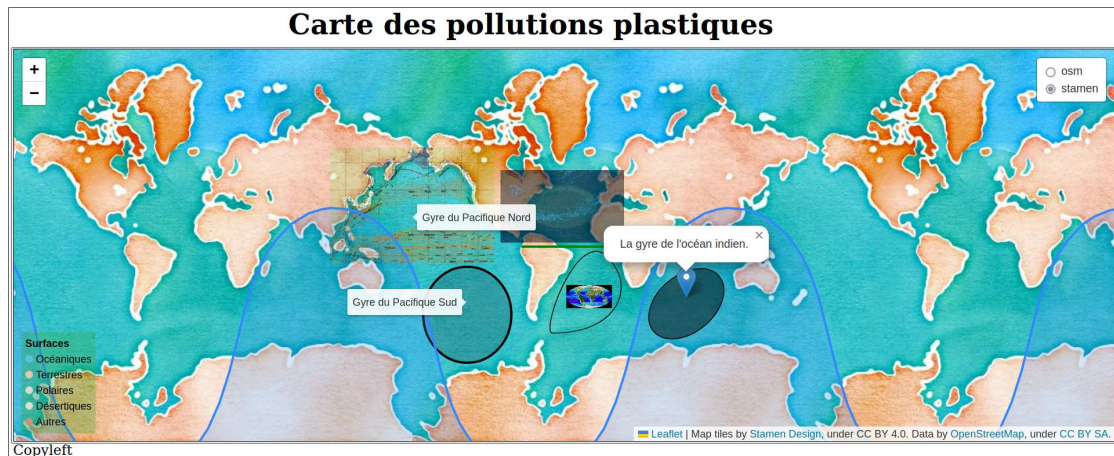 Carte des pollutions plastiques
+
−
osm
stamen
Gyre du Pacifique Nord
La gyre de l'océan indien.
×
Gyre du Pacifique Sud
Surfaces
Océaniques
Terrestres
Polaires
Désertiques
Autres
Leaflet | Map tiles by Stamen Design, under CC BY 4.0. Data by OpenStreetMap, under CC BY SA.
Copyleft